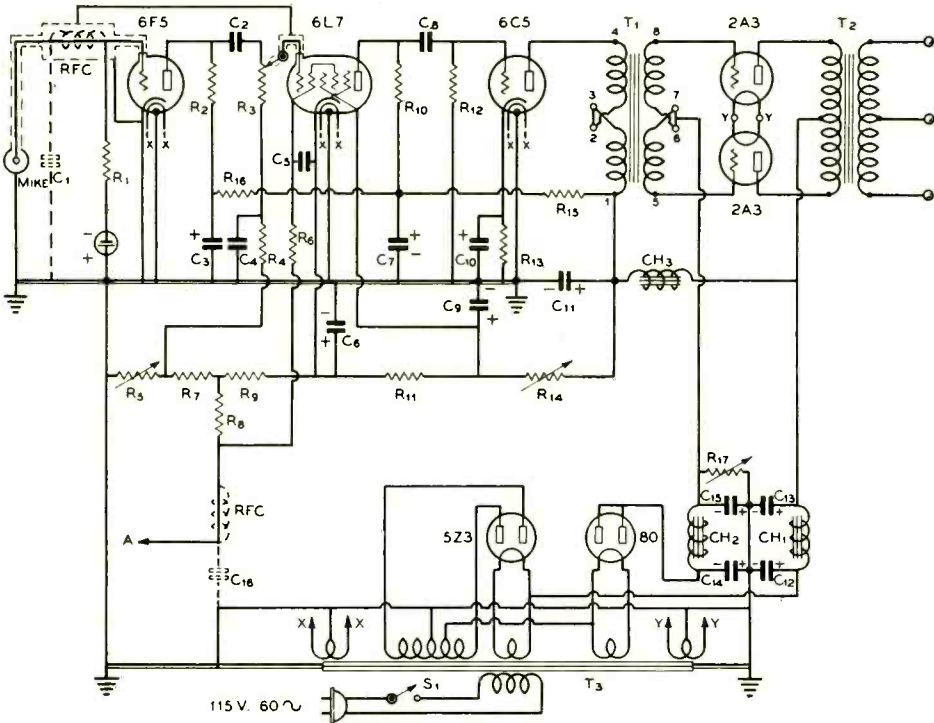 6F5 C2 6L7 C8 6C5 T1 2A3 T2
RFC
4 8
R2 R3 R10 R12
3 7
X X X X X X Y Y
2 6
MIKE C1 R1 C5
R16 R15 1 5 2A3
- + + C3 C4 R4 R6 C7 + - + C10 R13 CH3
- + C11
- + C6 C9 - +
R5 R7 R9 R11 R14
R8
R17
C15 C13
- + - +
RFC 5Z3 80 CH2 CH1
A
- + - +
C16 C14 C12
X X Y Y
S1 T3
115 V. 60 ~